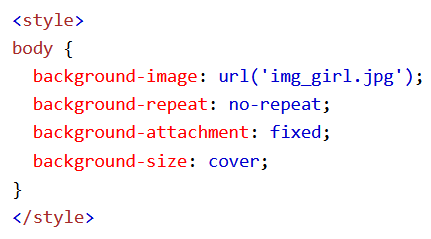 <style>
body {
  background-image: url('img_girl.jpg');
  background-repeat: no-repeat;
  background-attachment: fixed;
  background-size: cover;
}
</style>